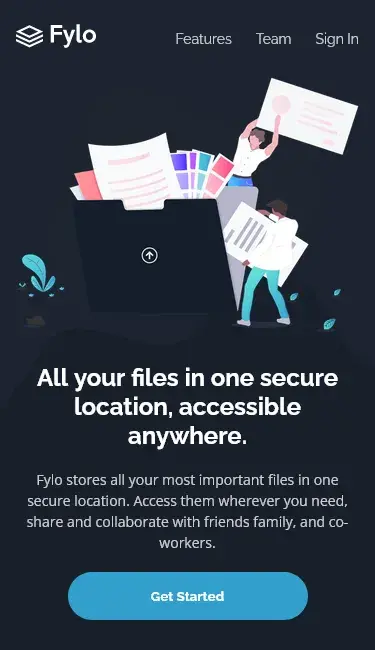 Fylo
Features Team Sign In
All your files in one secure
location, accessible
anywhere.
Fylo stores all your most important files in one
secure location. Access them wherever you need,
share and collaborate with friends family, and co-
workers.
Get Started